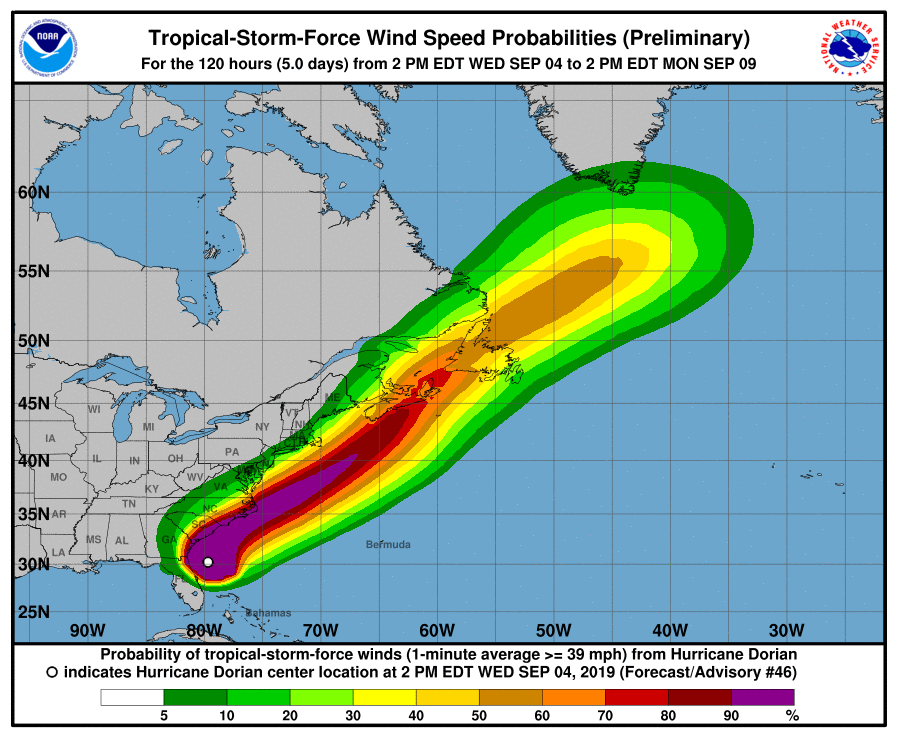 Tropical-Storm-Force Wind Speed Probabilities (Preliminary)
For the 120 hours (5.0 days) from 2 PM EDT WED SEP 04 to 2 PM EDT MON SEP 09
NOAA
NATIONAL WEATHER SERVICE
60N
55N
50N
45N
40N
35N
30N
25N
WI
MI
NY
VT
NH
ME
IA
IL
IN
OH
PA
NJ
MO
KY
WV
VA
TN
NC
AR
SC
MS
AL
GA
LA
Bermuda
Bahamas
90W
80W
70W
60W
50W
40W
30W
Probability of tropical-storm-force winds (1-minute average >= 39 mph) from Hurricane Dorian
indicates Hurricane Dorian center location at 2 PM EDT WED SEP 04, 2019 (Forecast/Advisory #46)
5 10 20 30 40 50 60 70 80 90 %